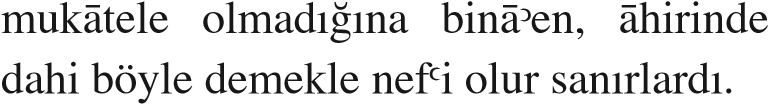 mukātele olmadığına bināʾen, āhirinde
dahi böyle demekle nefʿi olur sanırlardı.